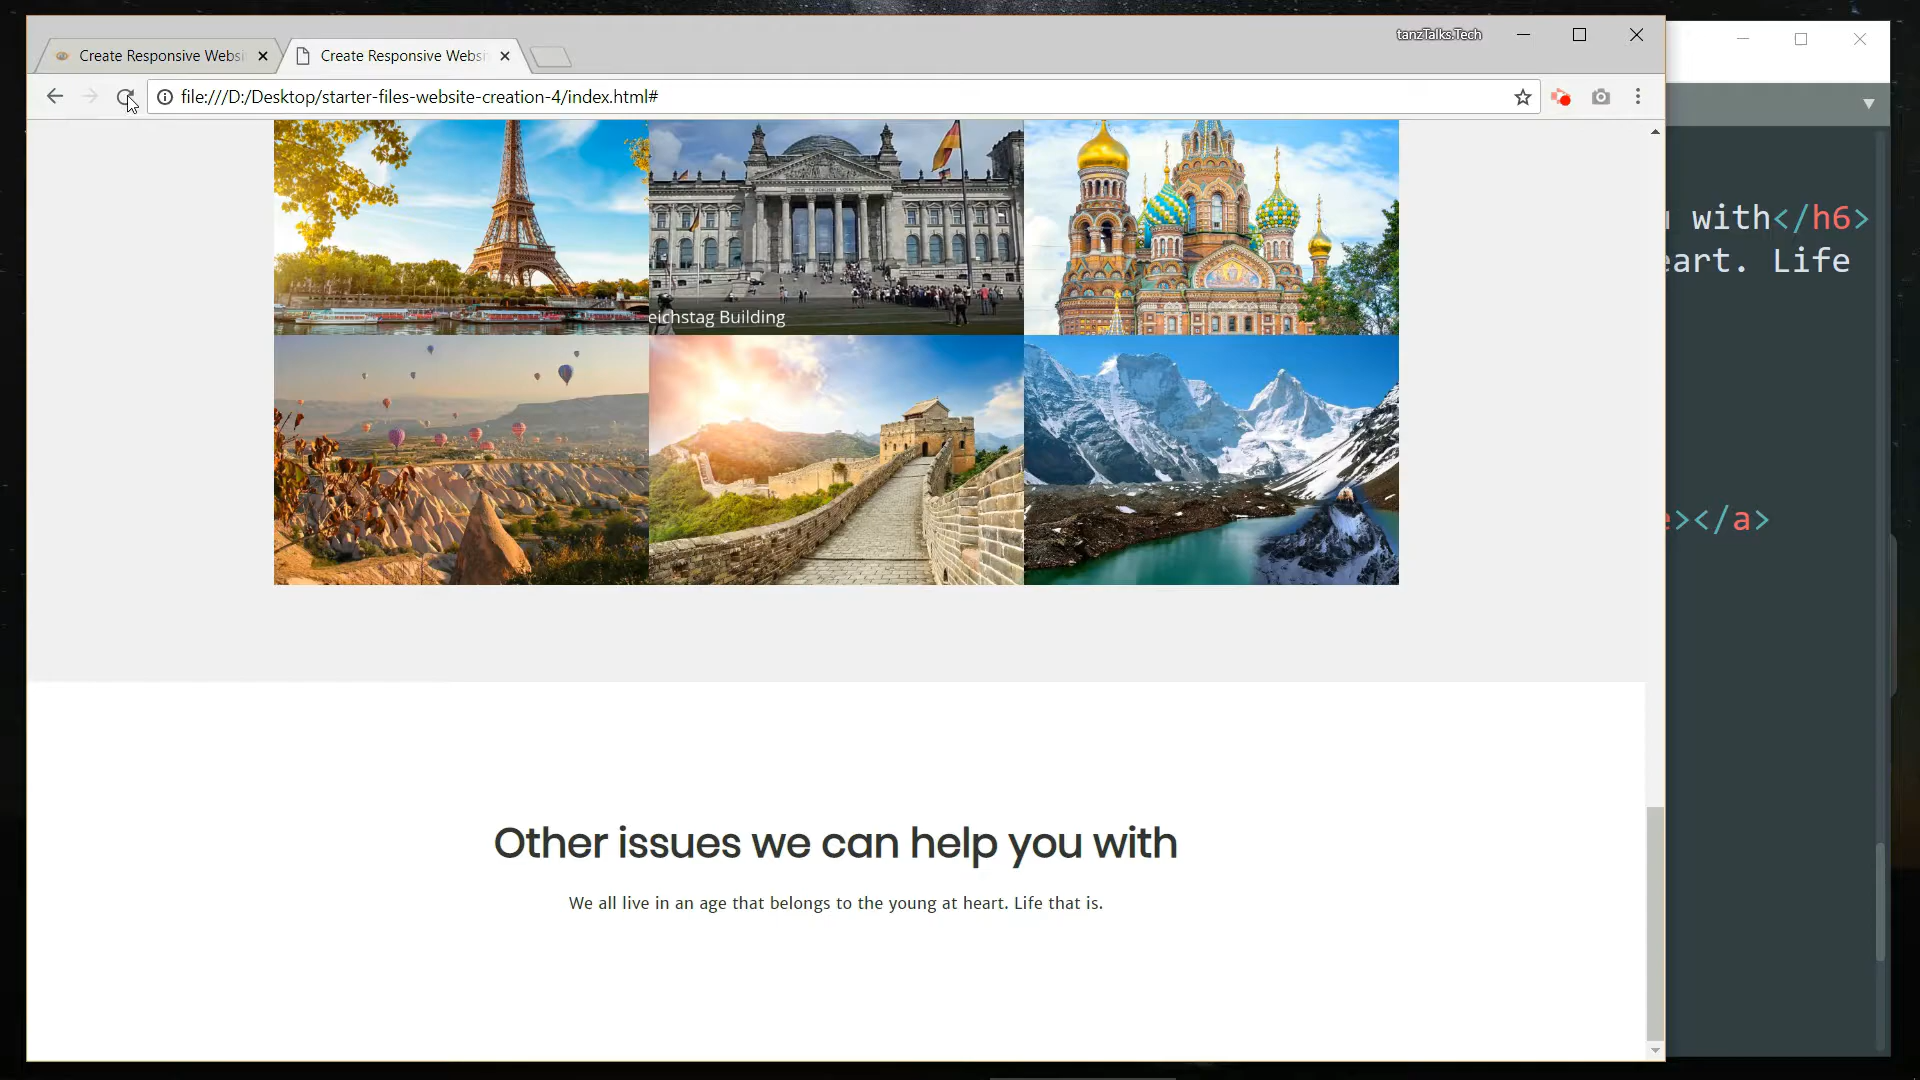 tanzTalks.Tech
Create Responsive Websi
Create Responsive Websi
file:///D:/Desktop/starter-files-website-creation-4/index.html#
with</h6>
eart. Life
eichstag Building
></a>
Other issues we can help you with
We all live in an age that belongs to the young at heart. Life that is.